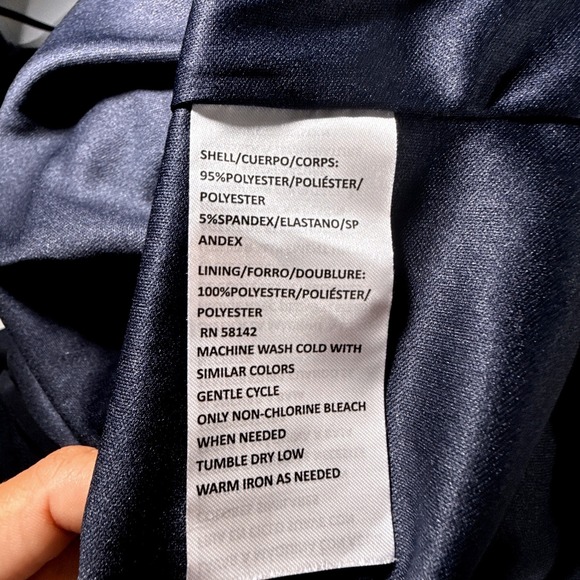 SHELL/CUERPO/CORPS:
95%POLYESTER/POLIÉSTER/
POLYESTER
5%SPANDEX/ELASTANO/SP
ANDEX
LINING/FORRO/DOUBLURE:
100%POLYESTER/POLIÉSTER/
POLYESTER
RN 58142
MACHINE WASH COLD WITH
SIMILAR COLORS
GENTLE CYCLE
ONLY NON-CHLORINE BLEACH
WHEN NEEDED
TUMBLE DRY LOW
WARM IRON AS NEEDED